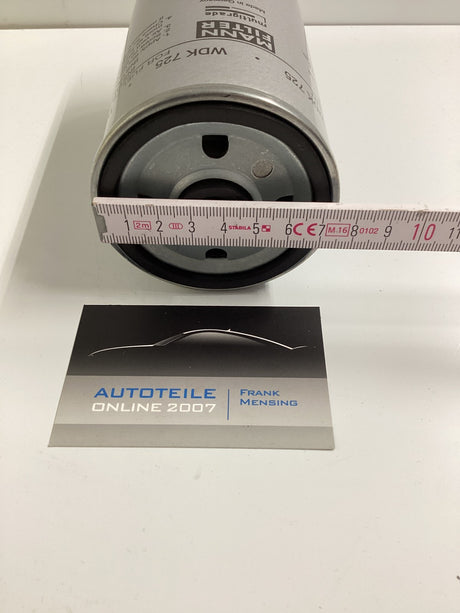 Made in Germany
multigrade
MANN
FILTER
WDK 725
1 2m 2 III 3 4 STABILA 5 6 CE 7 M.16 8 0102 9 10 11
AUTOTEILE
ONLINE 2007
FRANK
MENSING